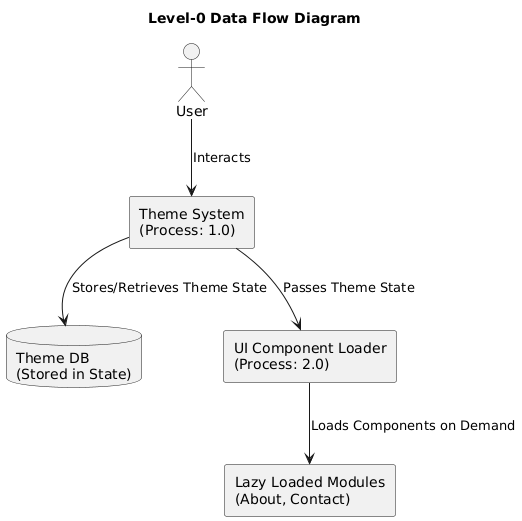 Level-0 Data Flow Diagram
User
Interacts
Theme System
(Process: 1.0)
Stores/Retrieves Theme State
Passes Theme State
Theme DB
(Stored in State)
UI Component Loader
(Process: 2.0)
Loads Components on Demand
Lazy Loaded Modules
(About, Contact)